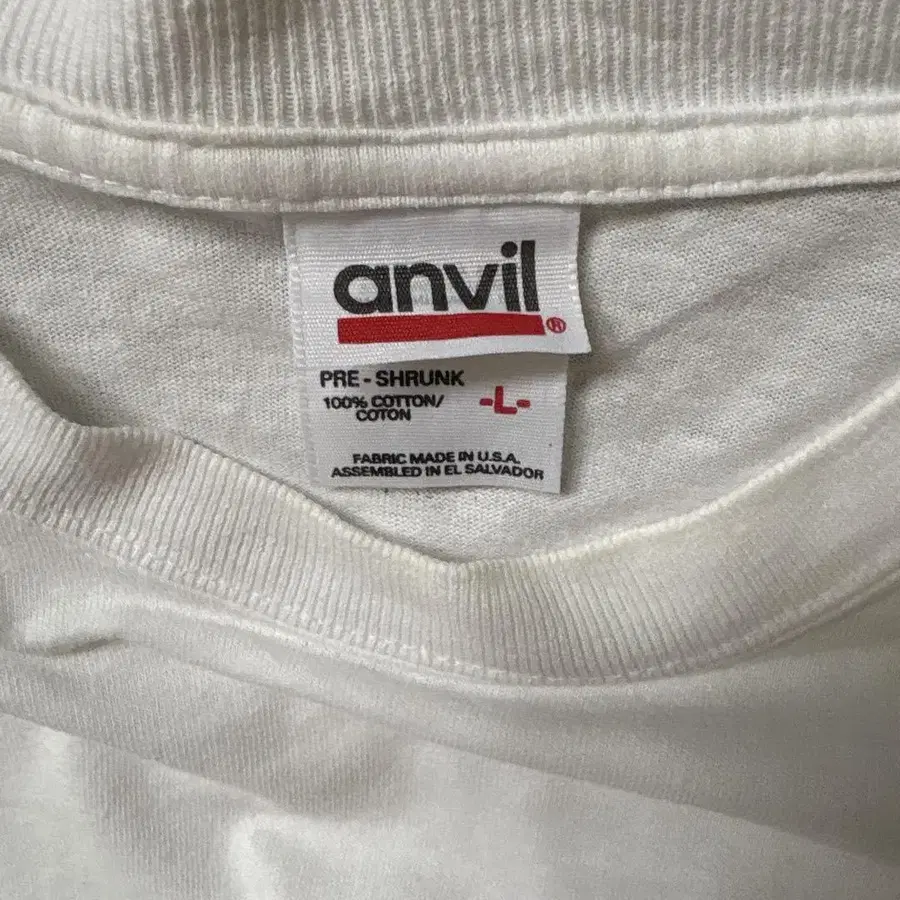 anvil®
PRE-SHRUNK
100% COTTON/
COTON
-L-
FABRIC MADE IN U.S.A.
ASSEMBLED IN EL SALVADOR